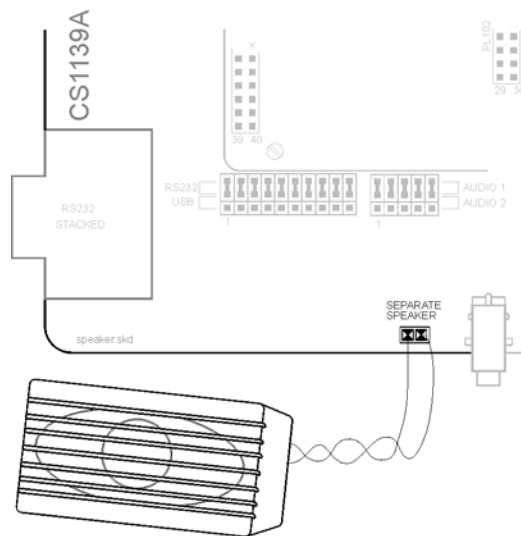 CS1139A
PL102
29 30
39 40
RS232
USB
1
AUDIO 1
AUDIO 2
1
RS232
STACKED
SEPARATE
SPEAKER
speaker.skd